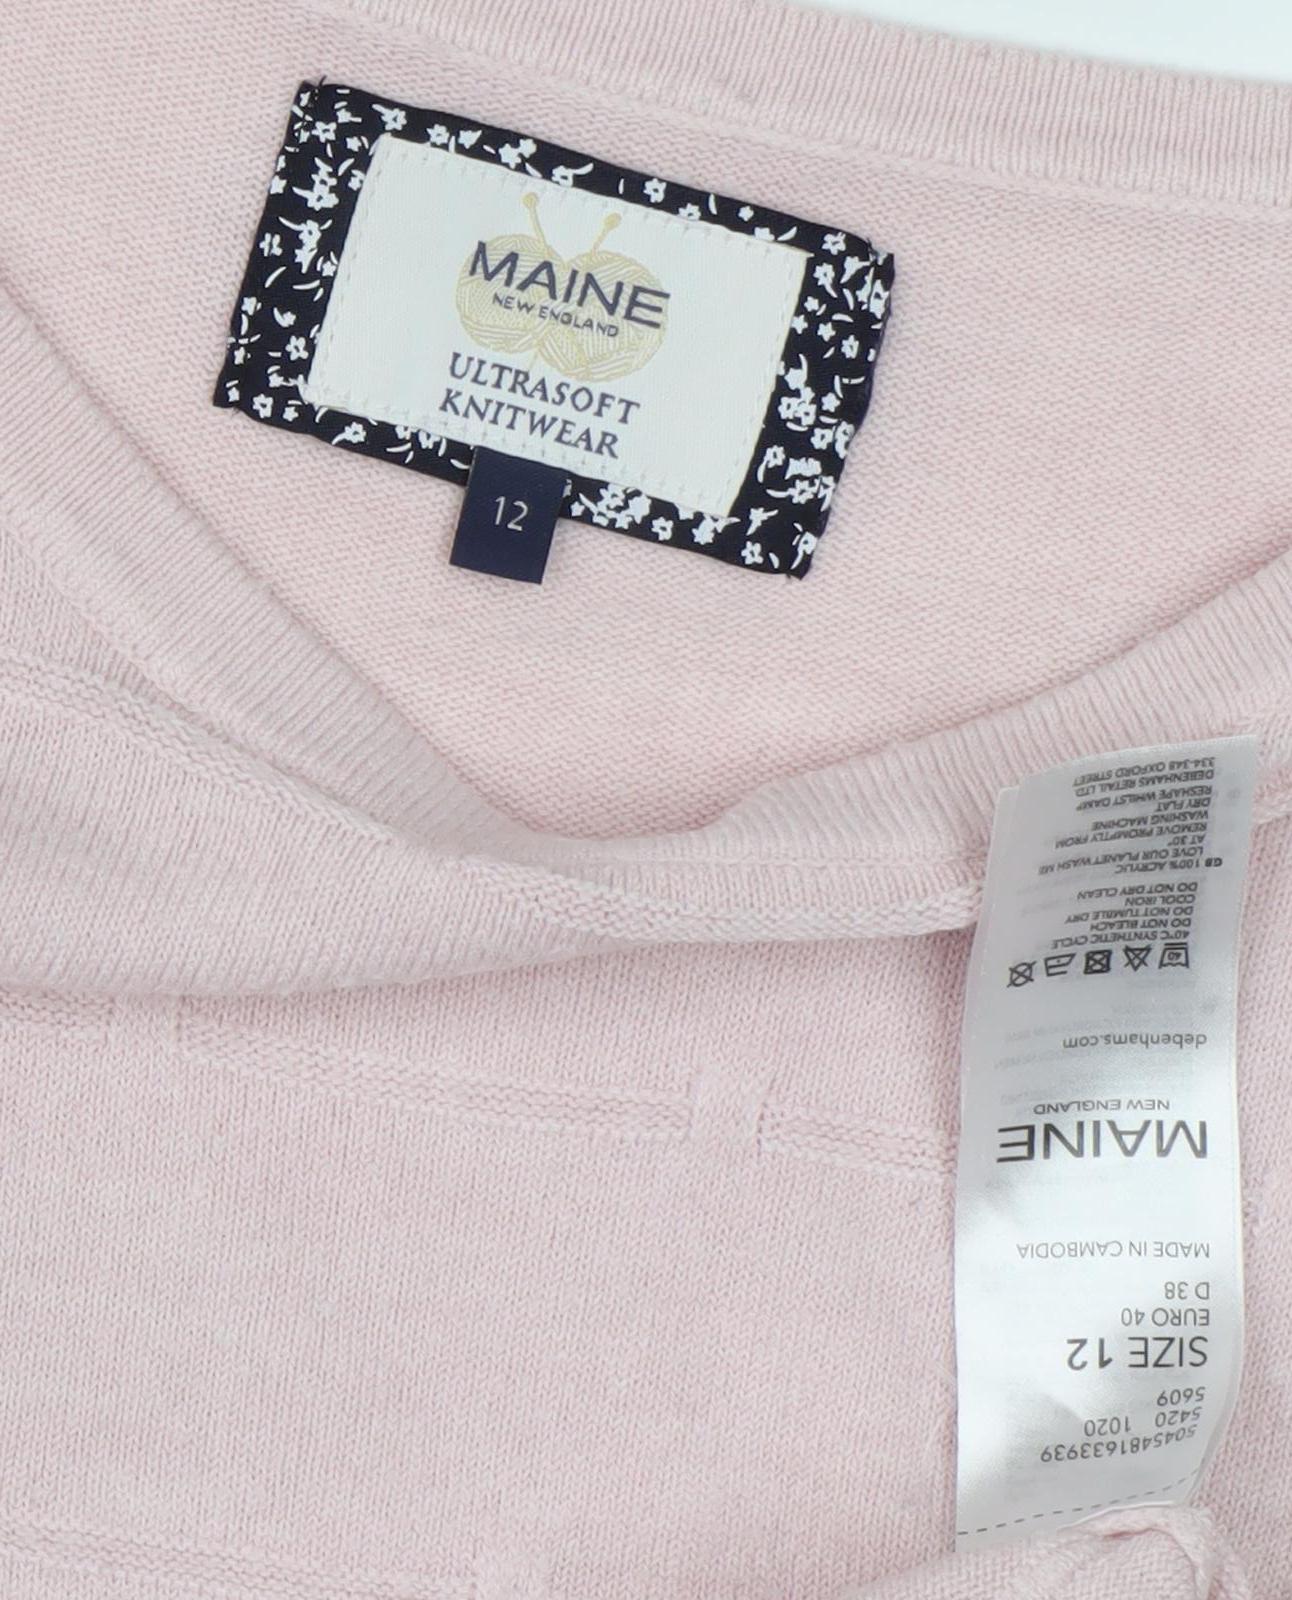 MAINE
NEW ENGLAND
ULTRASOFT
KNITWEAR
12
5045481633939
5420 1020
5609
SIZE 12
EURO 40
D 38
MADE IN CAMBODIA
MAINE
NEW ENGLAND
debenhams.com
40
40°C SYNTHETIC CYCLE
DO NOT BLEACH
DO NOT TUMBLE DRY
COOL IRON
DO NOT DRY CLEAN
GB 100% ACRYLIC
LOVE OUR PLANET WASH ME
AT 30°
REMOVE PROMPTLY FROM
WASHING MACHINE
DRY FLAT
RESHAPE WHILST DAMP
DEBENHAMS RETAIL LTD
334-348 OXFORD STREET